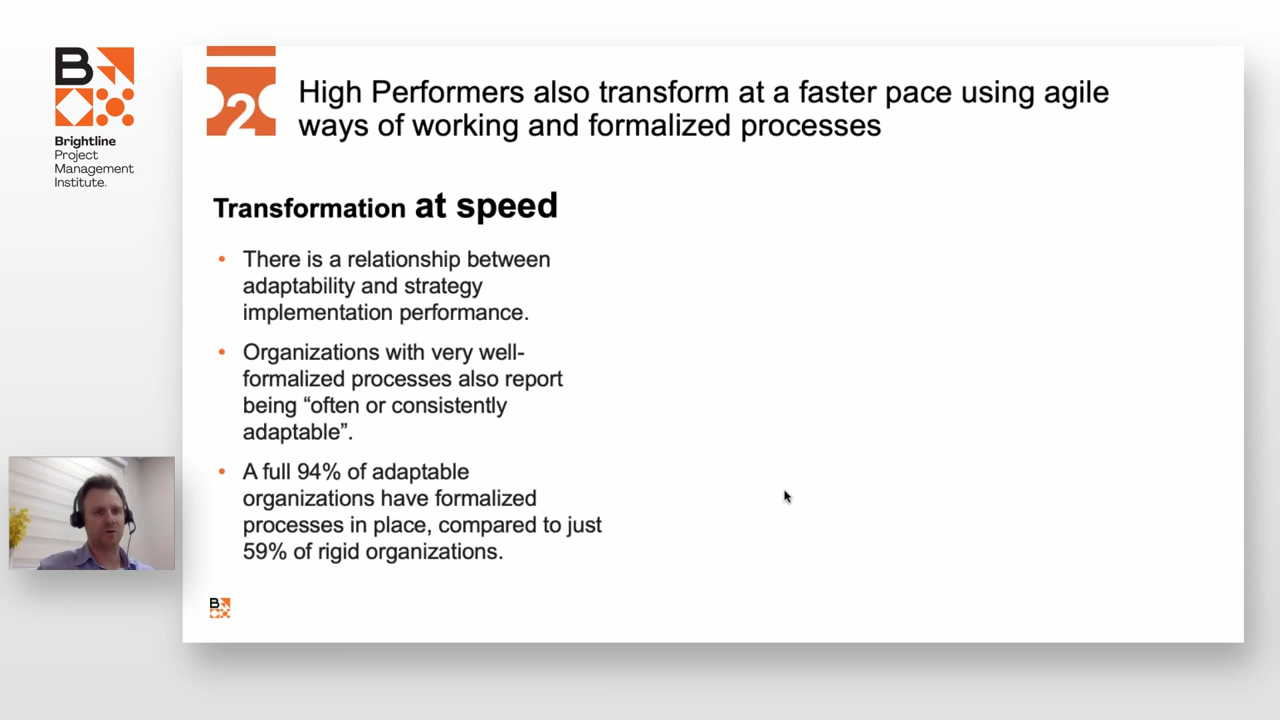 B
Brightline
Project
Management
Institute.
2
High Performers also transform at a faster pace using agile
ways of working and formalized processes
Transformation at speed
• There is a relationship between
adaptability and strategy
implementation performance.
• Organizations with very well-
formalized processes also report
being “often or consistently
adaptable”.
• A full 94% of adaptable
organizations have formalized
processes in place, compared to just
59% of rigid organizations.
B